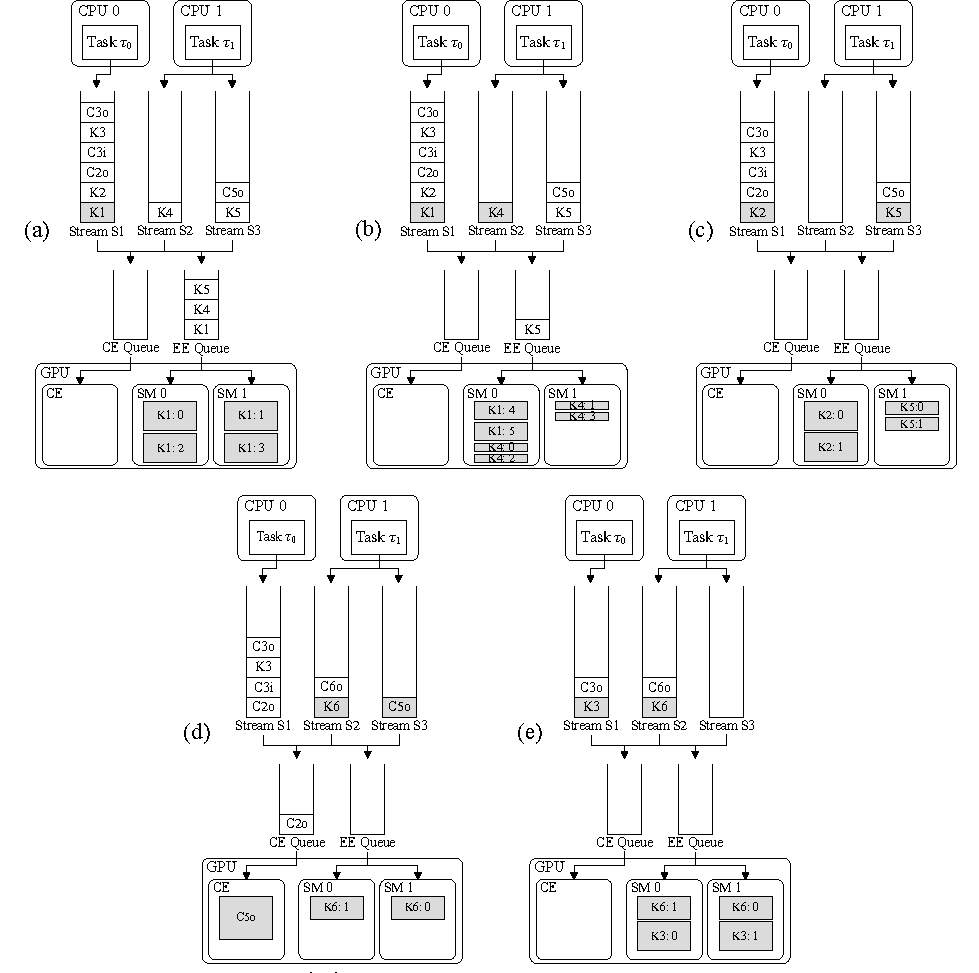 CPU 0
CPU 1
Task τ0
Task τ1
C3o
K3
C3i
C2o
K2
K1
K4
C5o
K5
(a)
Stream S1
Stream S2
Stream S3
K5
K4
K1
CE Queue
EE Queue
GPU
CE
SM 0
SM 1
K1: 0
K1: 1
K1: 2
K1: 3
CPU 0
CPU 1
Task τ0
Task τ1
C3o
K3
C3i
C2o
K2
K1
K4
C5o
K5
(b)
Stream S1
Stream S2
Stream S3
K5
CE Queue
EE Queue
GPU
CE
SM 0
SM 1
K1: 4
K1: 5
K4: 0
K4: 2
K4: 1
K4: 3
CPU 0
CPU 1
Task τ0
Task τ1
C3o
K3
C3i
C2o
K2
C5o
K5
(c)
Stream S1
Stream S2
Stream S3
CE Queue
EE Queue
GPU
CE
SM 0
SM 1
K2: 0
K2: 1
K5:0
K5:1
CPU 0
CPU 1
Task τ0
Task τ1
C3o
K3
C3i
C2o
C6o
K6
C5o
(d)
Stream S1
Stream S2
Stream S3
C2o
CE Queue
EE Queue
GPU
CE
SM 0
SM 1
C5o
K6: 1
K6: 0
CPU 0
CPU 1
Task τ0
Task τ1
C3o
K3
C6o
K6
(e)
Stream S1
Stream S2
Stream S3
CE Queue
EE Queue
GPU
CE
SM 0
SM 1
K6: 1
K6: 0
K3: 0
K3: 1